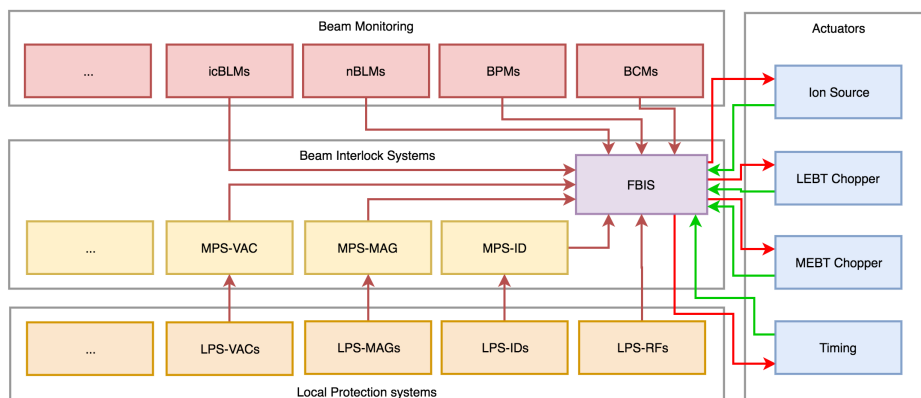 Beam Monitoring
...
icBLMs
nBLMs
BPMs
BCMs
Beam Interlock Systems
FBIS
...
MPS-VAC
MPS-MAG
MPS-ID
...
LPS-VACs
LPS-MAGs
LPS-IDs
LPS-RFs
Local Protection systems
Actuators
Ion Source
LEBT Chopper
MEBT Chopper
Timing